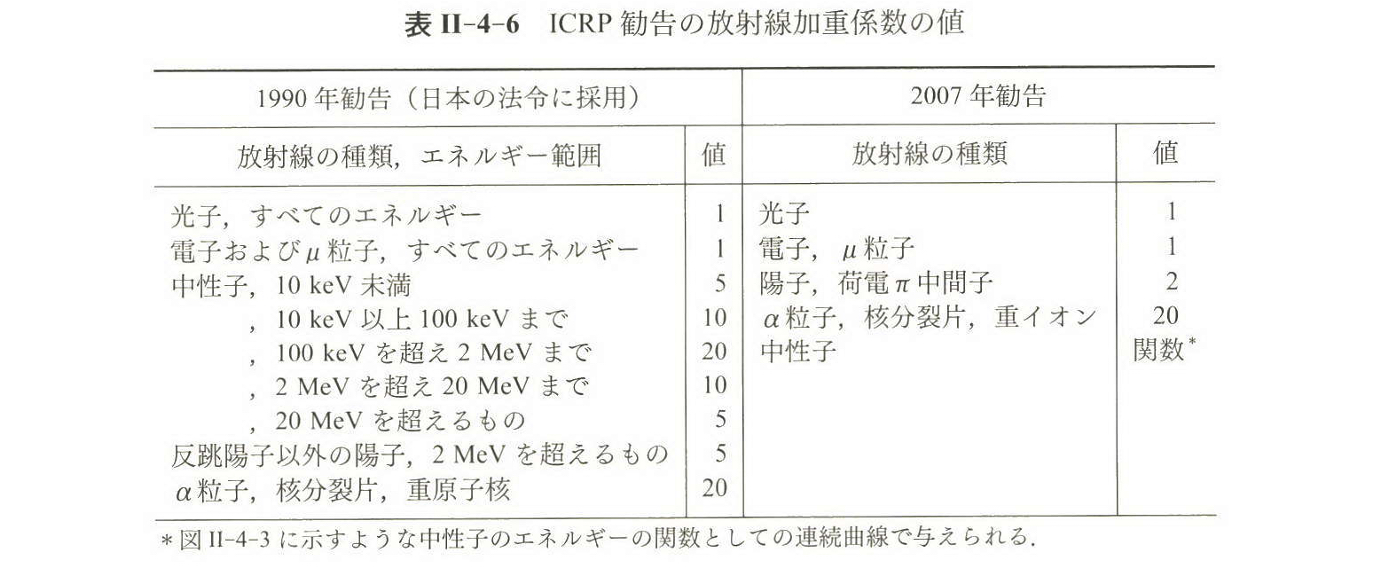 表 II-4-6 ICRP 勧告の放射線加重係数の値
1990 年勧告（日本の法令に採用） 2007 年勧告
放射線の種類，エネルギー範囲 値 放射線の種類 値
光子，すべてのエネルギー 1 光子 1
電子および μ 粒子，すべてのエネルギー 1 電子，μ 粒子 1
中性子，10 keV 未満 5 陽子，荷電 π 中間子 2
，10 keV 以上 100 keV まで 10 α 粒子，核分裂片，重イオン 20
，100 keV を超え 2 MeV まで 20 中性子 関数*
，2 MeV を超え 20 MeV まで 10
，20 MeV を超えるもの 5
反跳陽子以外の陽子，2 MeV を超えるもの 5
α 粒子，核分裂片，重原子核 20
* 図 II-4-3 に示すような中性子のエネルギーの関数としての連続曲線で与えられる．